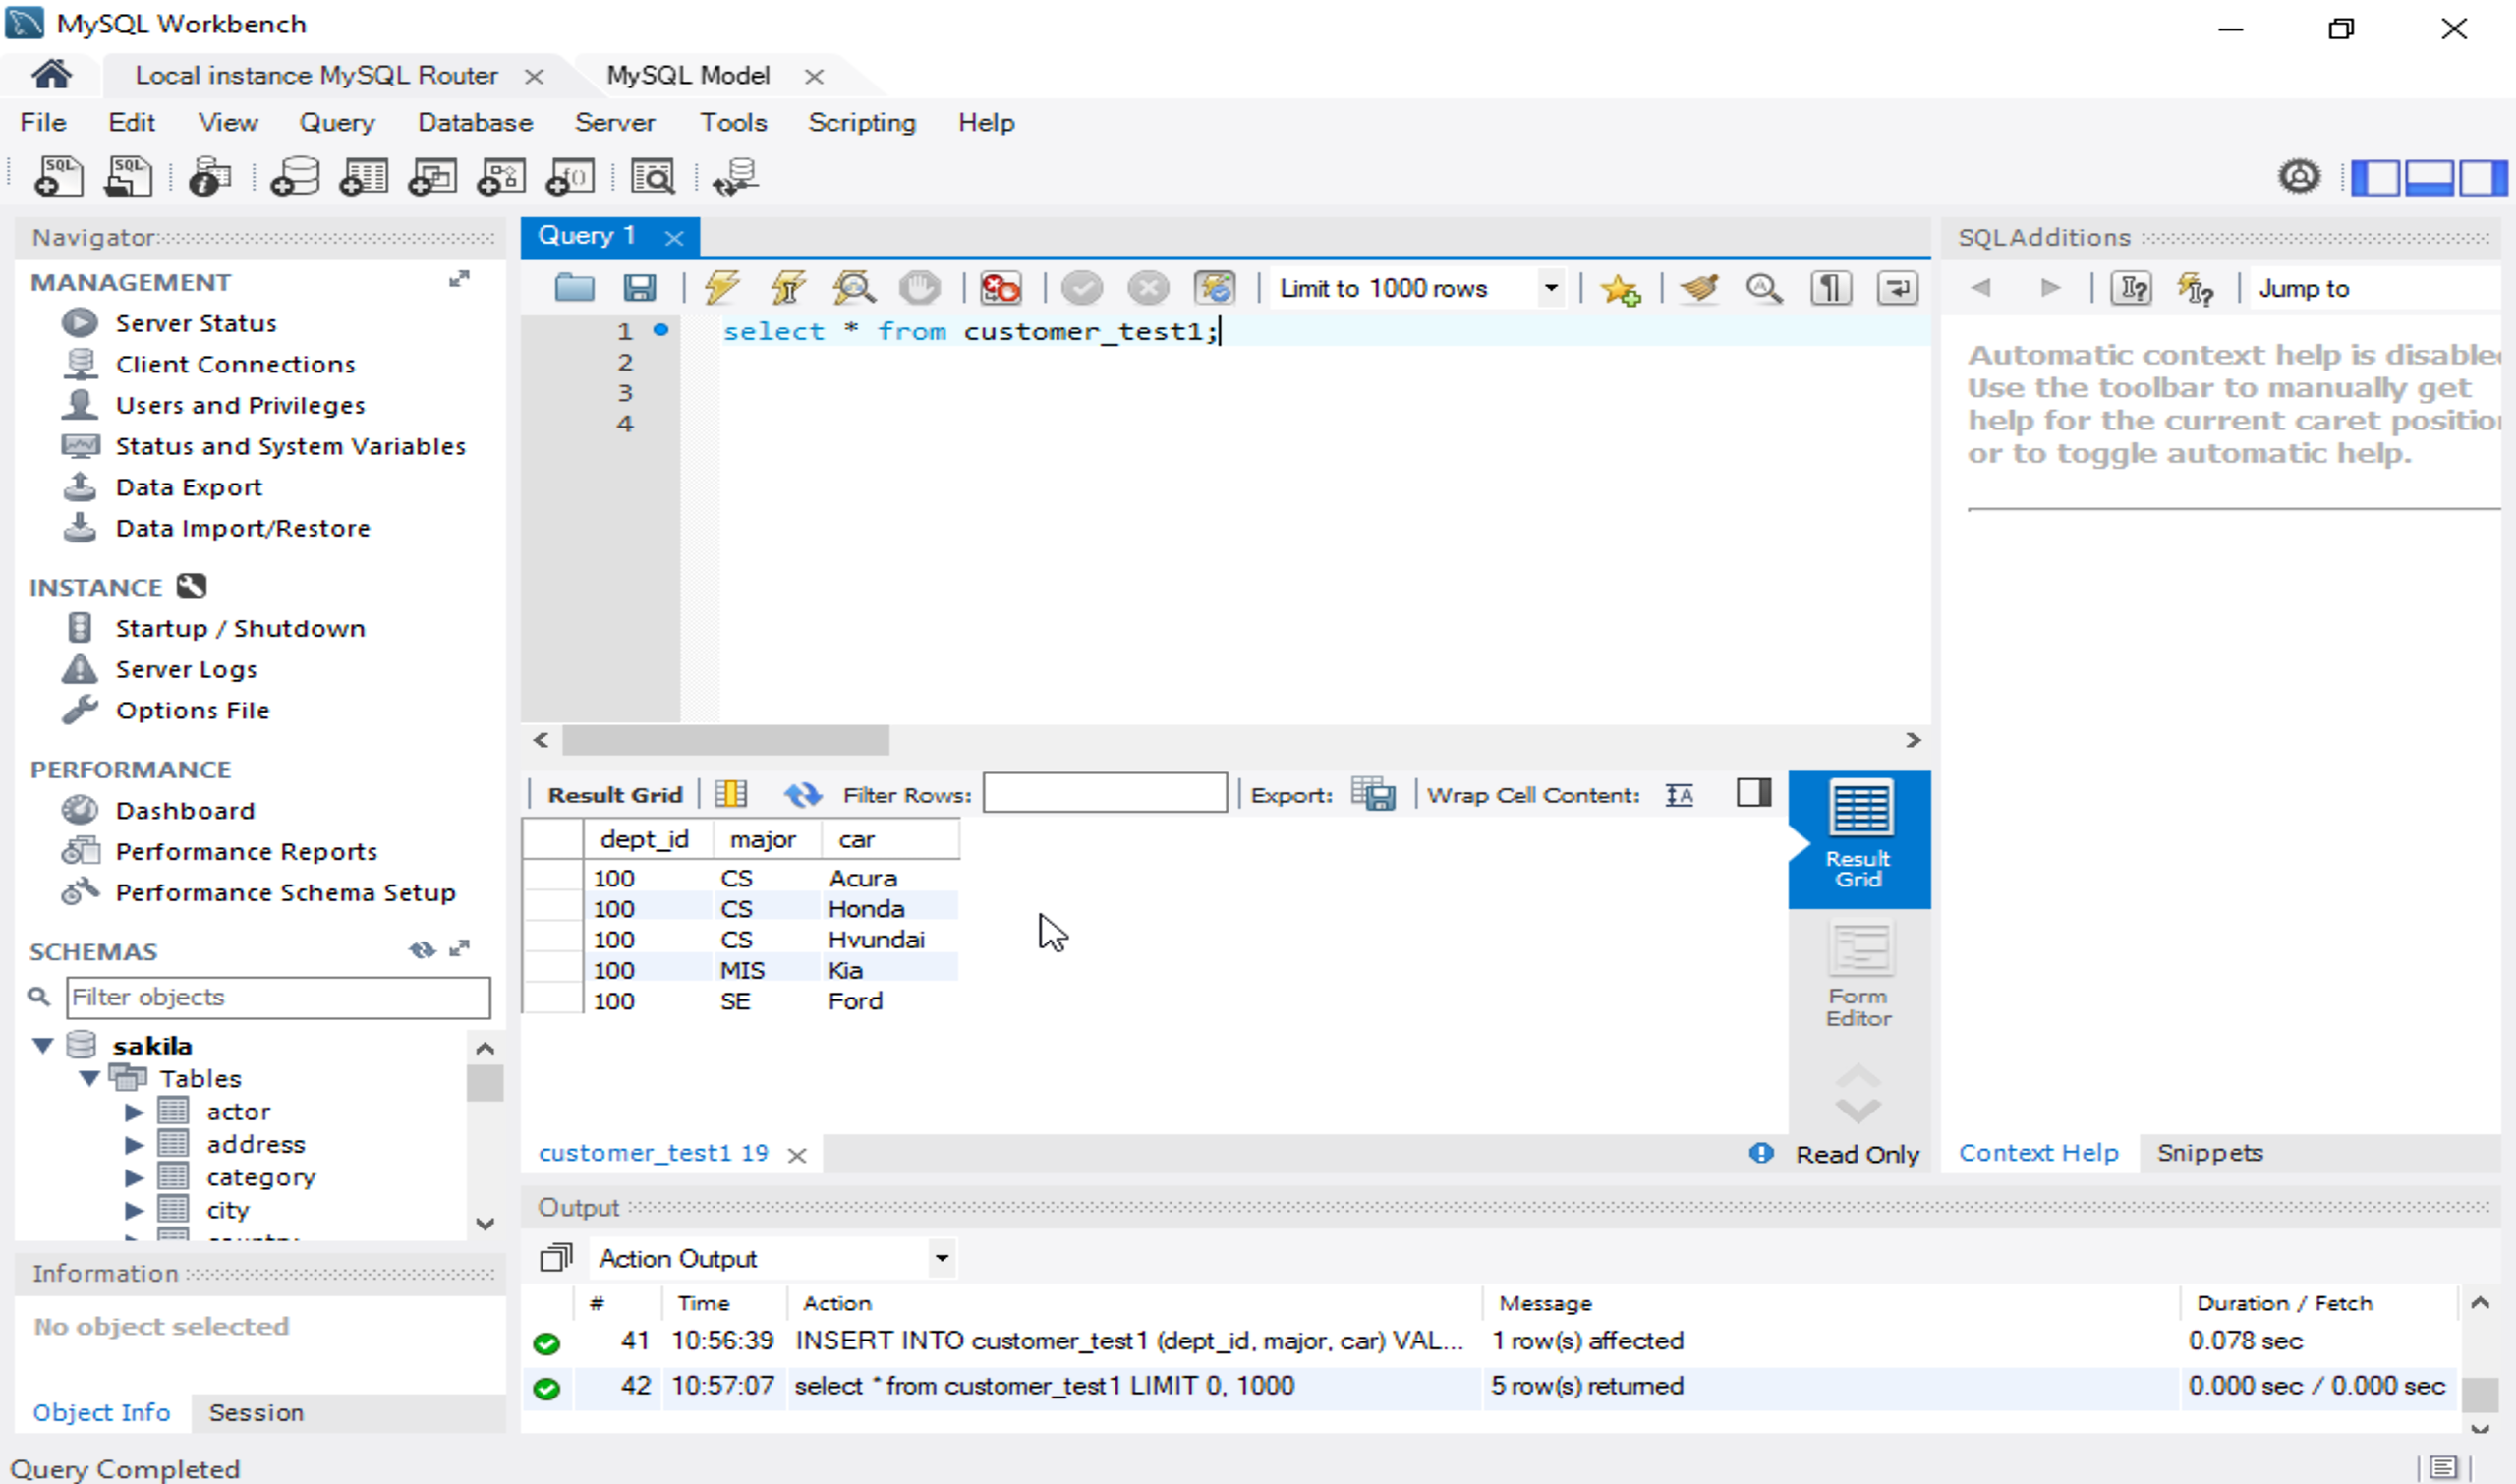 MySQL Workbench
Local instance MySQL Router
MySQL Model
File Edit View Query Database Server Tools Scripting Help
Navigator
MANAGEMENT
Server Status
Client Connections
Users and Privileges
Status and System Variables
Data Export
Data Import/Restore
INSTANCE
Startup / Shutdown
Server Logs
Options File
PERFORMANCE
Dashboard
Performance Reports
Performance Schema Setup
SCHEMAS
Filter objects
sakila
Tables
actor
address
category
city
country
Information
No object selected
Object Info Session
Query 1
Limit to 1000 rows
1 select * from customer_test1;
2
3
4
Result Grid Filter Rows: Export: Wrap Cell Content:
dept_id major car
100 CS Acura
100 CS Honda
100 CS Hyundai
100 MIS Kia
100 SE Ford
Result
Grid
Form
Editor
customer_test1 19
Read Only
SQLAdditions
Jump to
Automatic context help is disabled
Use the toolbar to manually get
help for the current caret position
or to toggle automatic help.
Context Help Snippets
Output
Action Output
# Time Action Message Duration / Fetch
41 10:56:39 INSERT INTO customer_test1 (dept_id, major, car) VAL... 1 row(s) affected 0.078 sec
42 10:57:07 select * from customer_test1 LIMIT 0, 1000 5 row(s) returned 0.000 sec / 0.000 sec
Query Completed